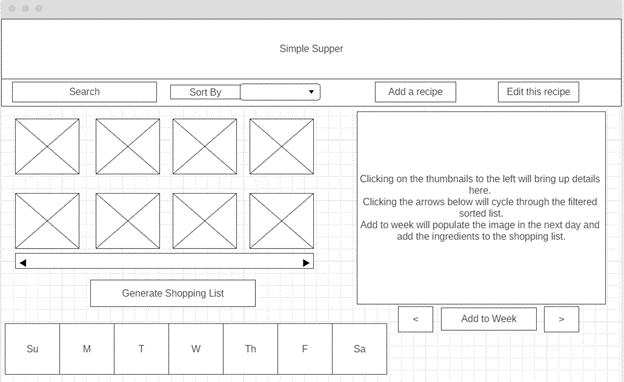 Simple Supper
Search
Sort By
Add a recipe
Edit this recipe
Clicking on the thumbnails to the left will bring up details
here.
Clicking the arrows below will cycle through the filtered
sorted list.
Add to week will populate the image in the next day and
add the ingredients to the shopping list.
Generate Shopping List
<
Add to Week
>
Su
M
T
W
Th
F
Sa